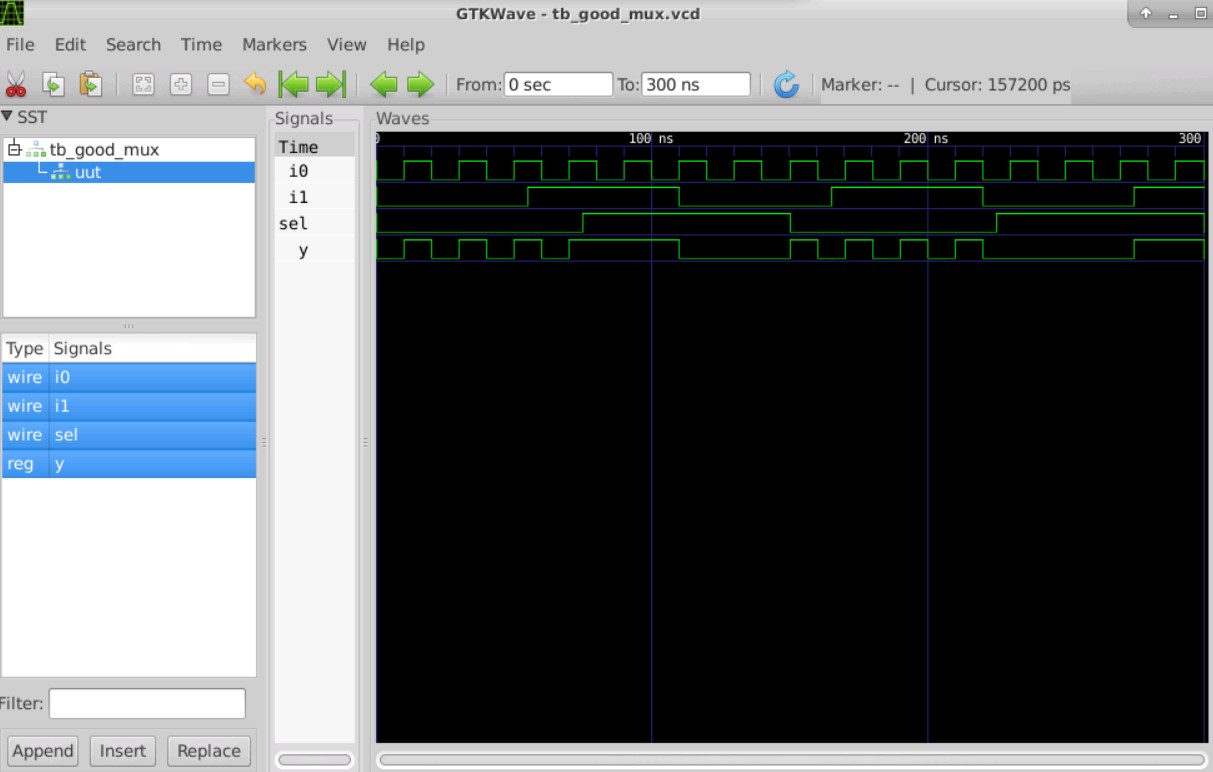 GTKWave - tb_good_mux.vcd
File Edit Search Time Markers View Help
From: 0 sec To: 300 ns Marker: -- | Cursor: 157200 ps
SST
tb_good_mux
uut
Type Signals
wire i0
wire i1
wire sel
reg y
Filter:
Append Insert Replace
Signals
Time
i0
i1
sel
y
Waves
0 100 ns 200 ns 300